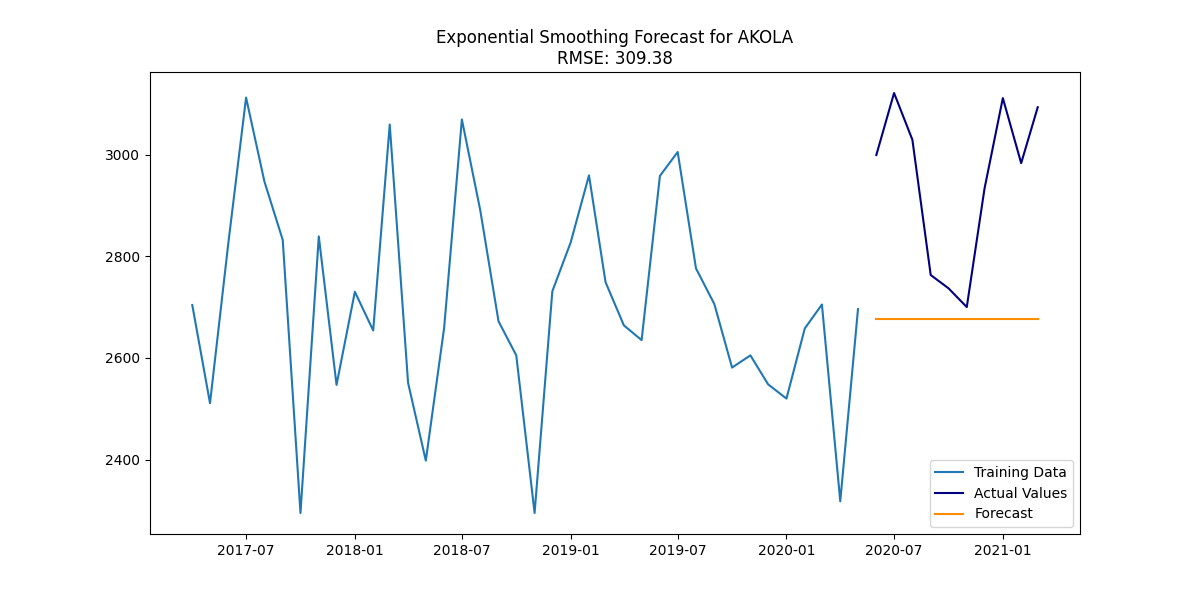 Exponential Smoothing Forecast for AKOLA
RMSE: 309.38
3000
2800
2600
2400
Training Data
Actual Values
Forecast
2017-07 2018-01 2018-07 2019-01 2019-07 2020-01 2020-07 2021-01